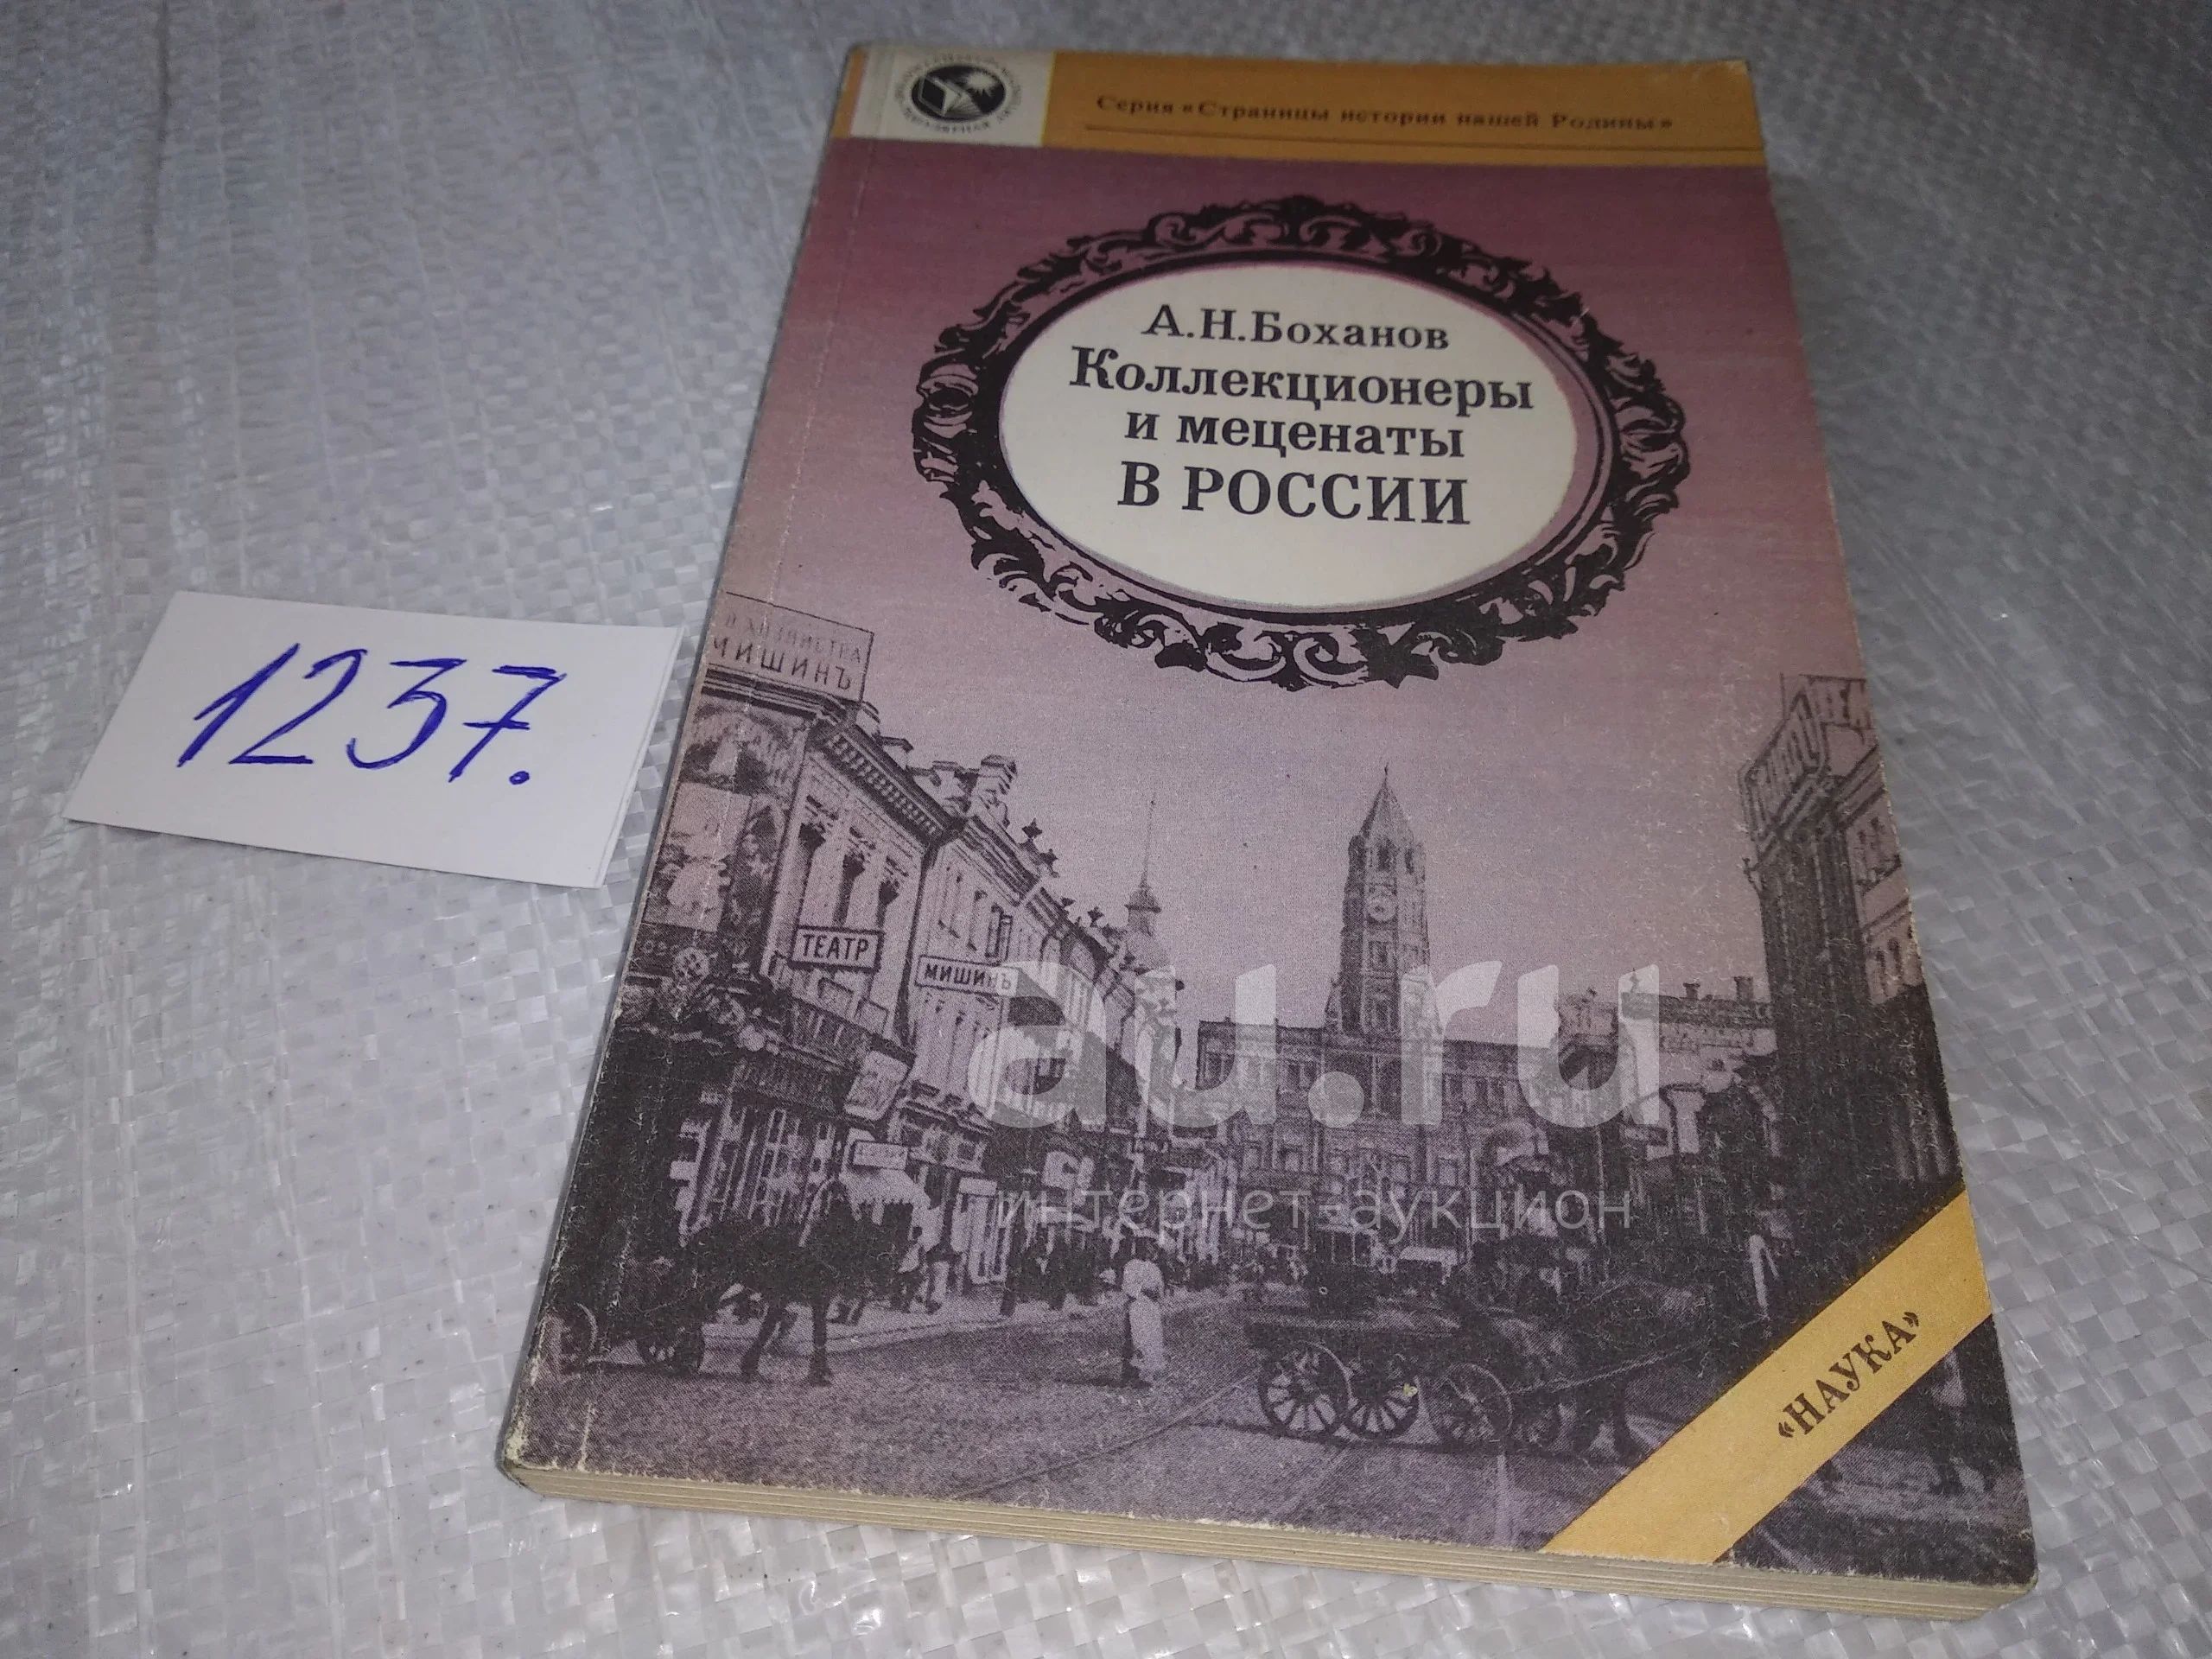 Серия «Страницы истории нашей Родины»
А.Н.Боханов
Коллекционеры
и меценаты
В РОССИИ
1237.
МИШИНЪ
ТЕАТР
МИШИНЪ
au.ru
интернет-аукцион
«НАУКА»